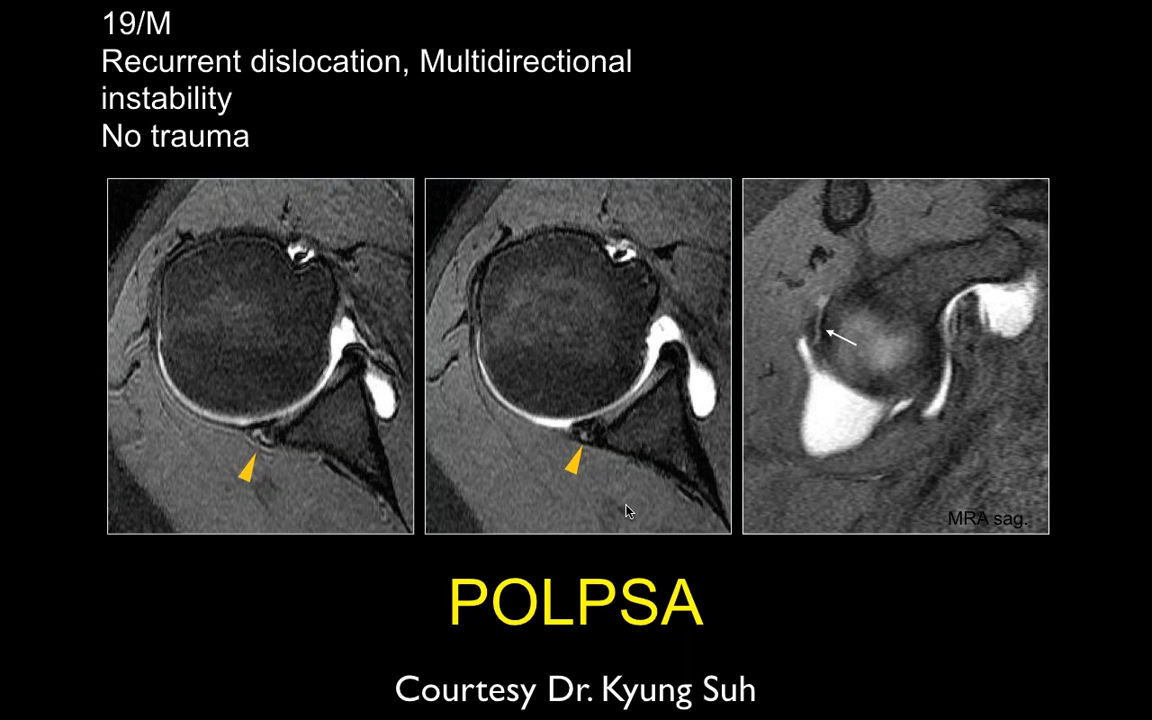 19/M
Recurrent dislocation, Multidirectional
instability
No trauma
MRA sag.
POLPSA
Courtesy Dr. Kyung Suh